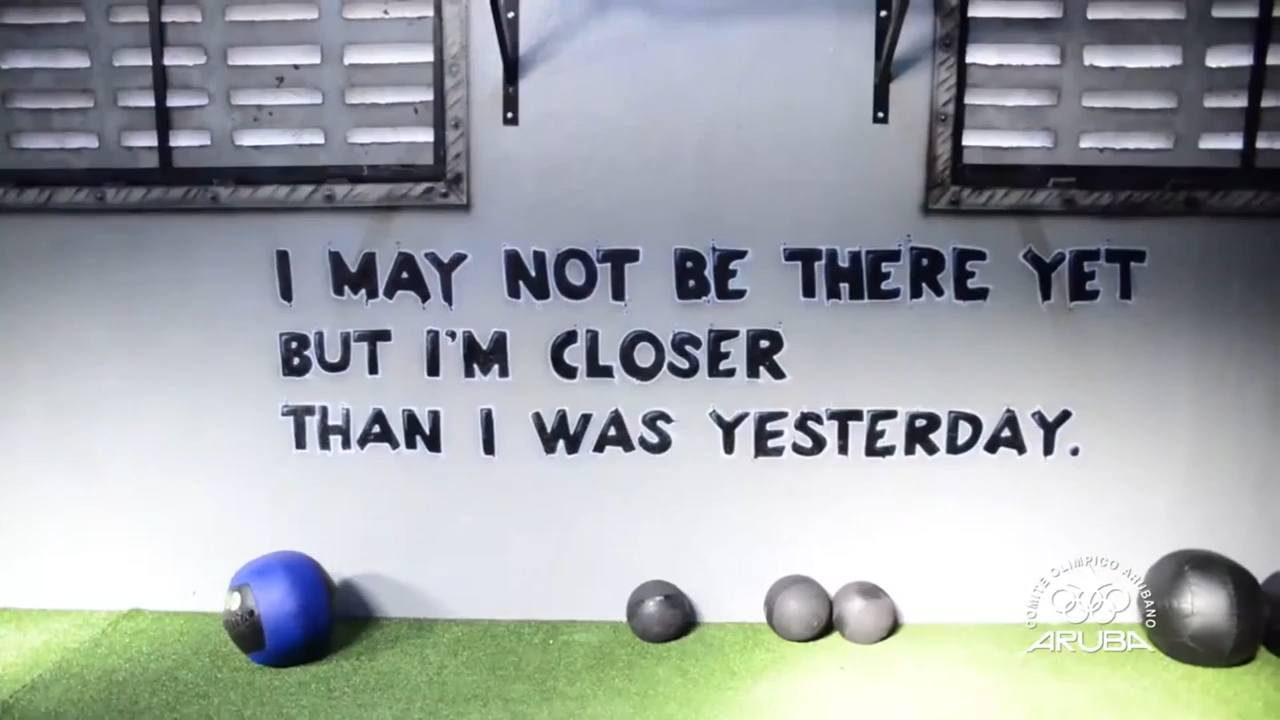 I MAY NOT BE THERE YET
BUT I'M CLOSER
THAN I WAS YESTERDAY.
COMITE OLIMPICO ARUBANO
ARUBA